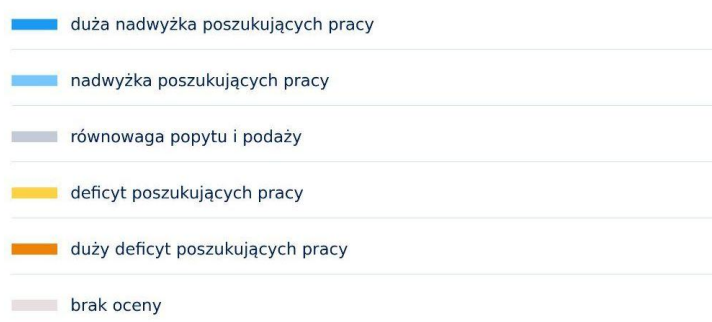 duża nadwyżka poszukujących pracy
nadwyżka poszukujących pracy
równowaga popytu i podaży
deficyt poszukujących pracy
duży deficyt poszukujących pracy
brak oceny